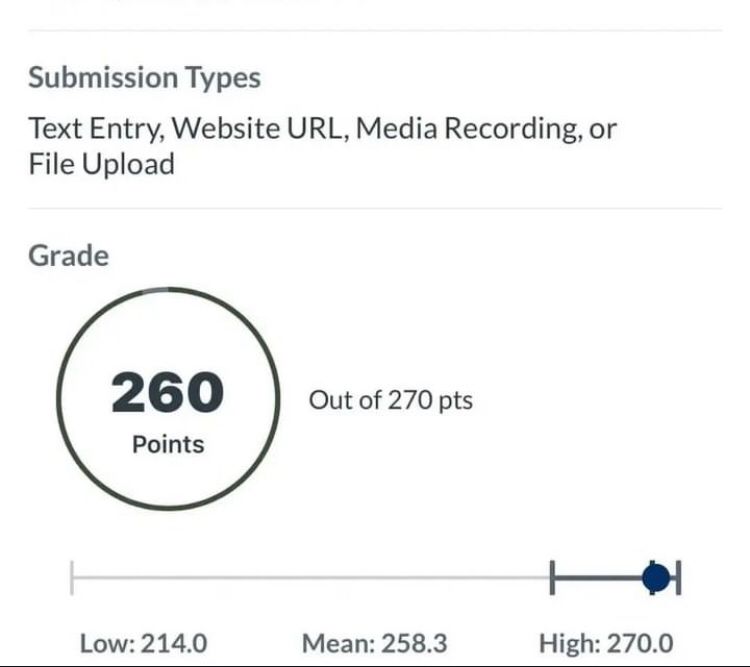 Submission Types
Text Entry, Website URL, Media Recording, or
File Upload
Grade
260
Points
Out of 270 pts
Low: 214.0
Mean: 258.3
High: 270.0